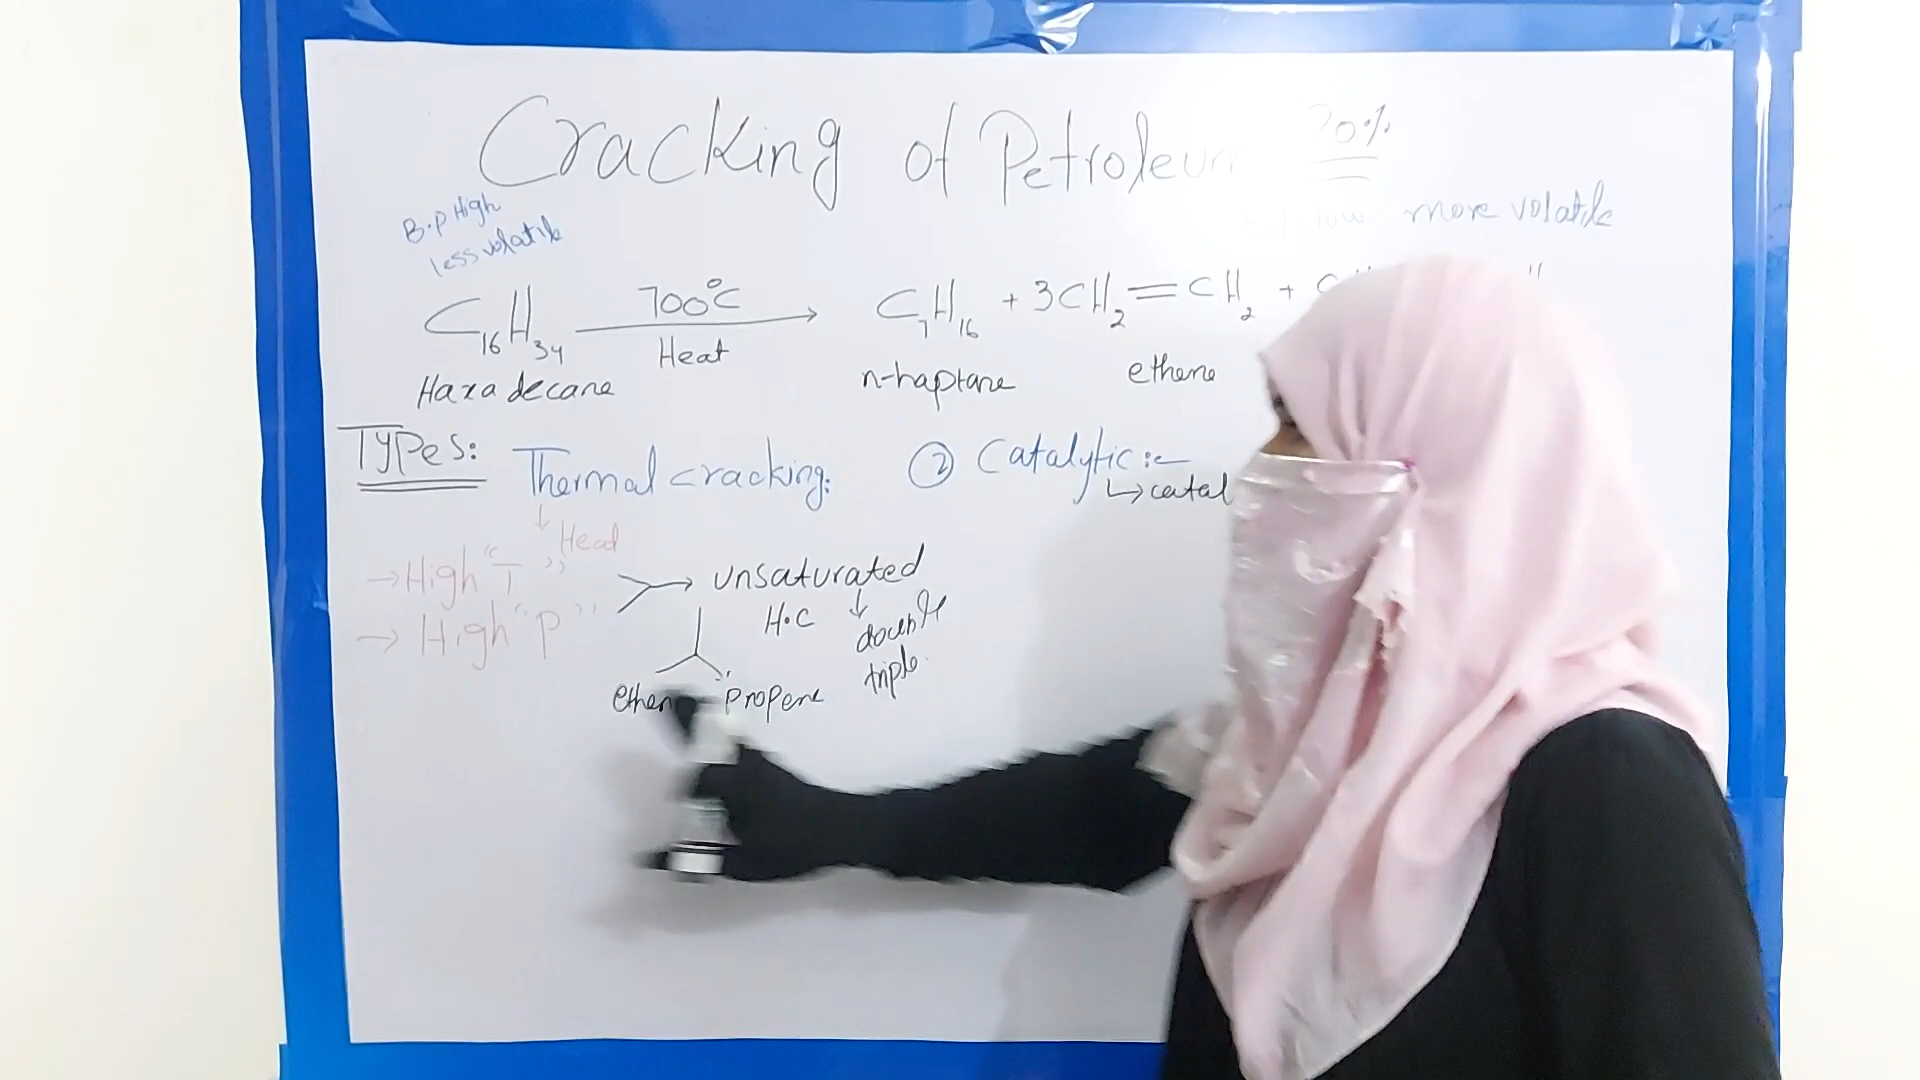 Cracking of Petroleum
B.P High
less volatile
more volatile
C₁₆H₃₄ 700°C C₇H₁₆ + 3CH₂=CH₂ +
Heat
Haxadecane n-haptane ethene
Types: Thermal cracking: ② Catalytic :-
↳ catal
↓ Heat
→ High "T"
→ High "P"
→ unsaturated
H.C ↓ double
triple.
ethen propene